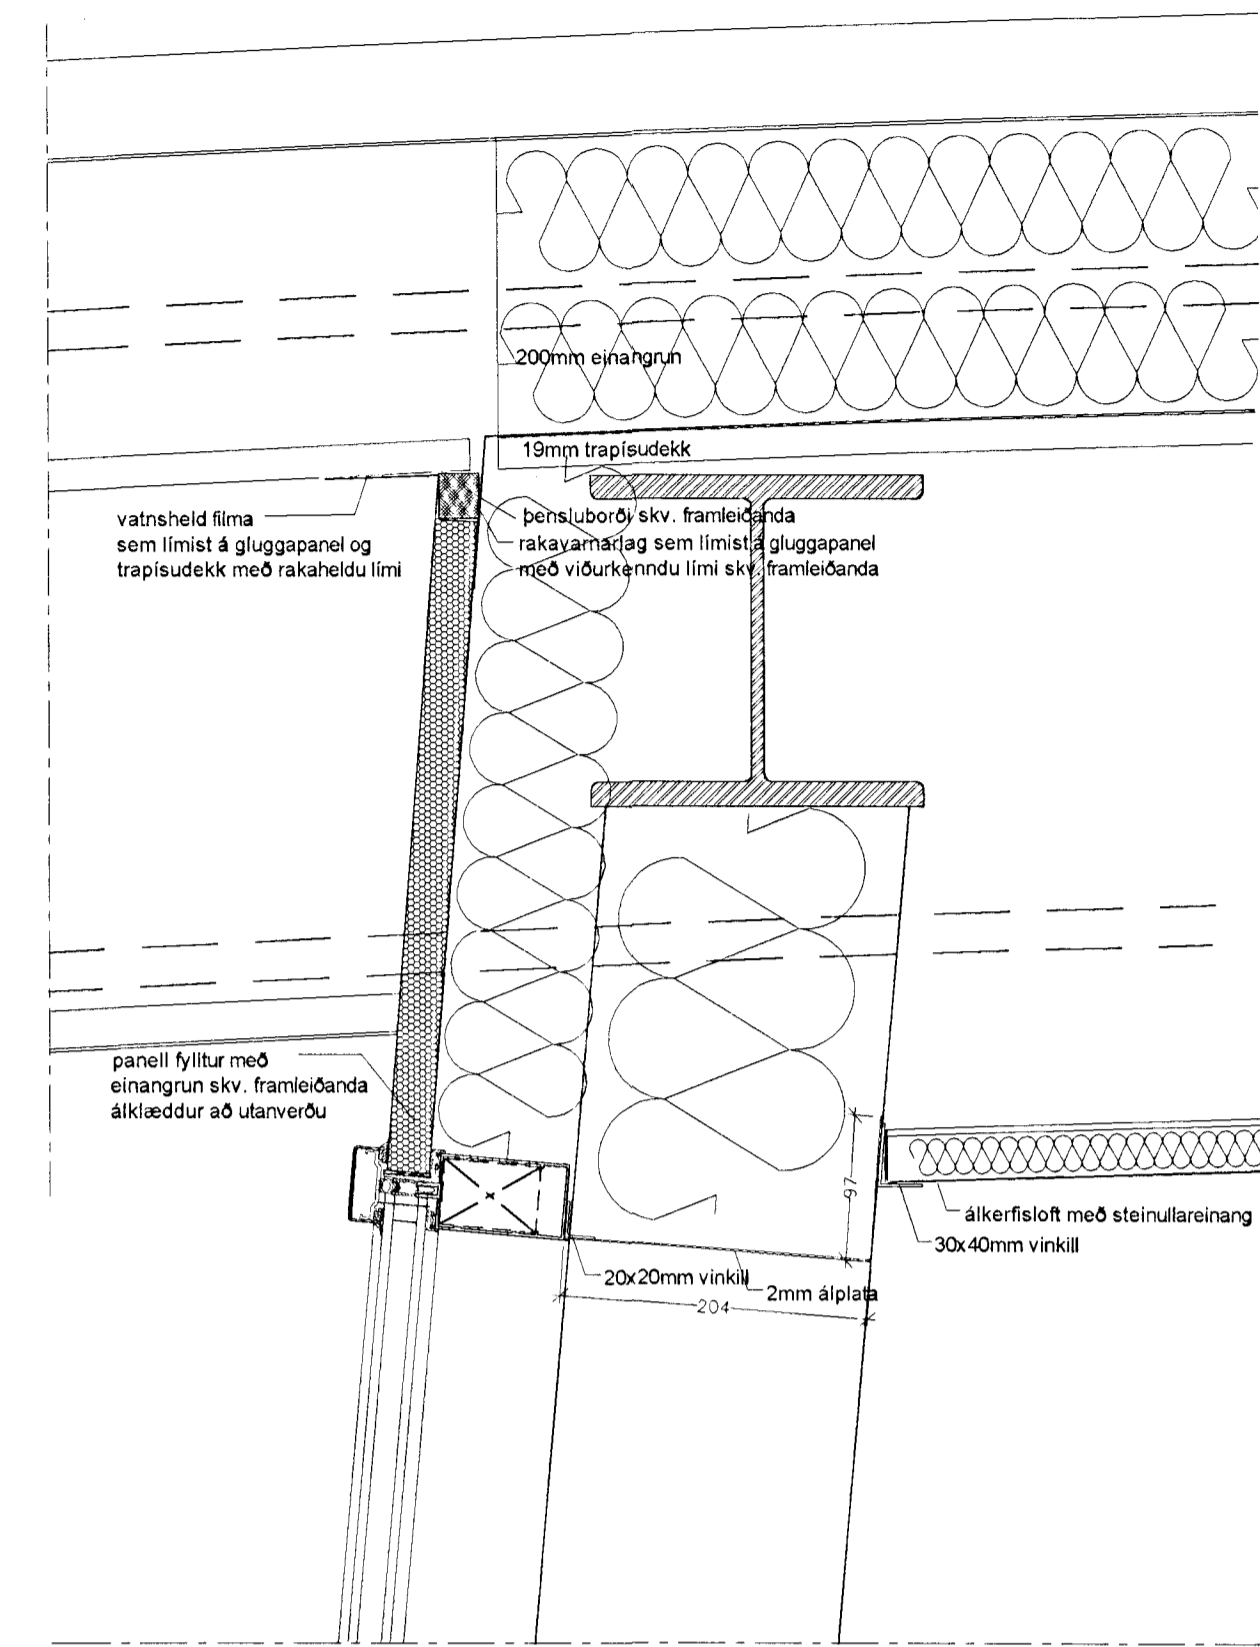 200mm einangrun
19mm trapísudekk
vatnsheld filma
sem límist á gluggapanel og
trapísudekk með rakaheldu lími
þensluborði skv. framleiðanda
rakavarnarlag sem límist á gluggapanel
með viðurkenndu lími skv. framleiðanda
panell fylltur með
einangrun skv. framleiðanda
álklæddur að utanverðu
97
álkerfisloft með steinullareinang
30x40mm vinkill
20x20mm vinkill
2mm álplata
204